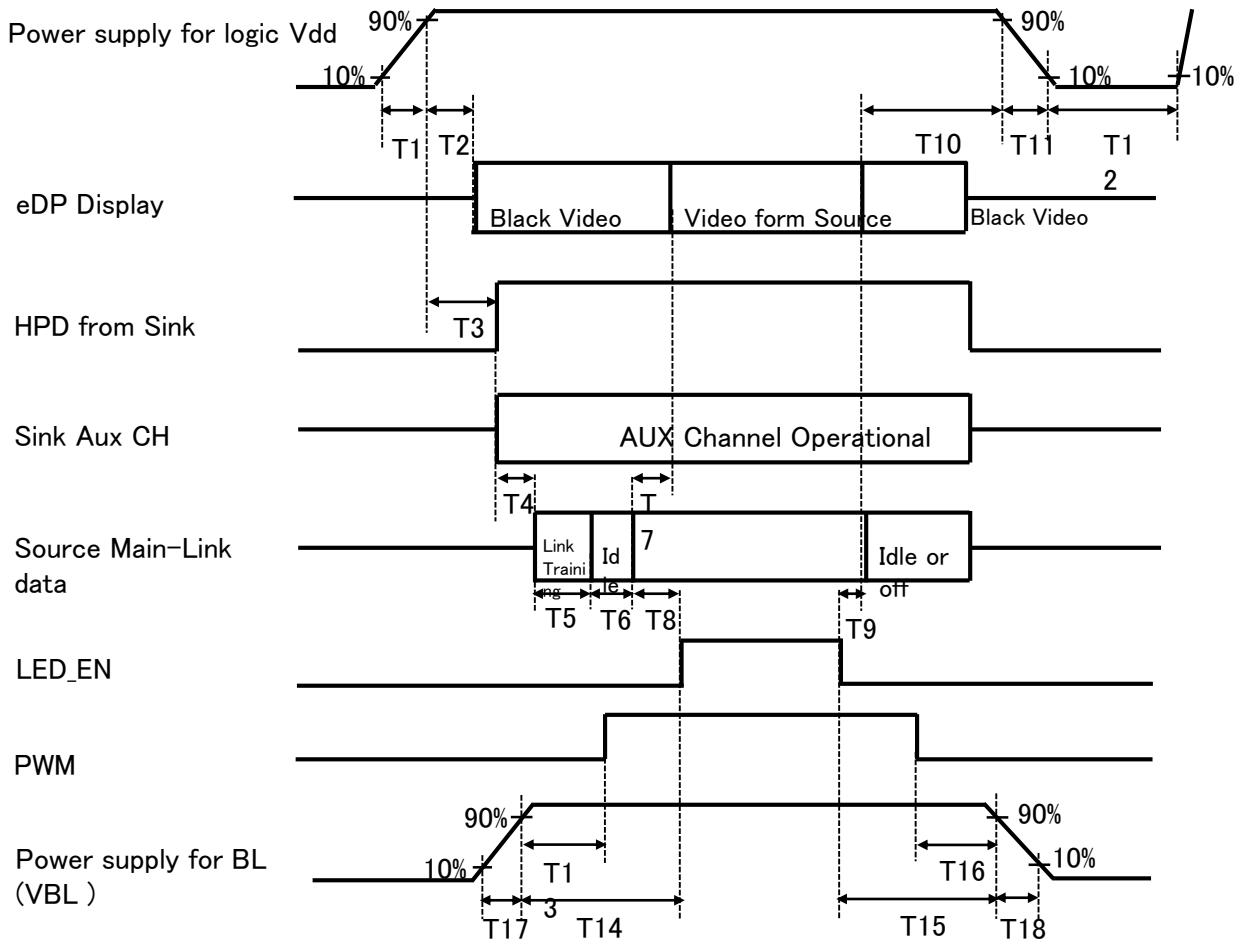 90%
90%
Power supply for logic Vdd
10%
10%
10%
T1
T2
T10
T11
T1
2
eDP Display
Black Video
Video form Source
Black Video
HPD from Sink
T3
Sink Aux CH
AUX Channel Operational
T4
T
7
Source Main-Link
data
Link
Traini
ng
Id
le
Idle or
off
T5
T6
T8
T9
LED_EN
PWM
90%
90%
Power supply for BL
(VBL )
10%
10%
T1
3
T16
T17
T14
T15
T18